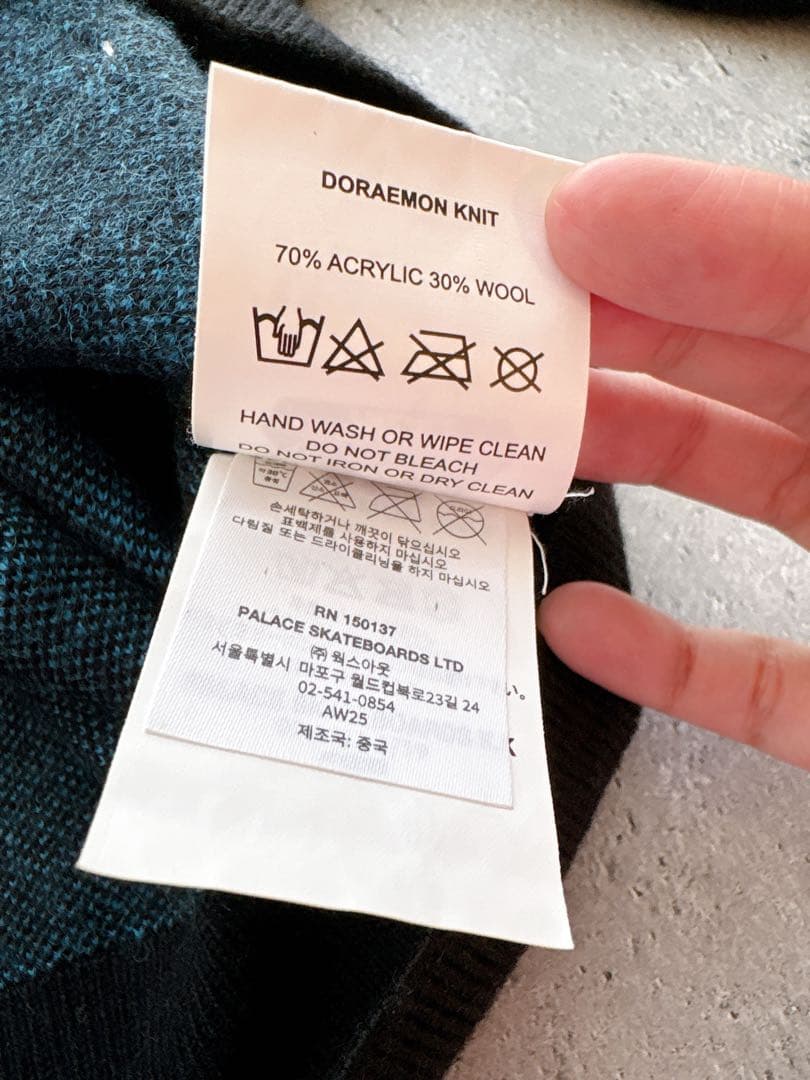 DORAEMON KNIT
70% ACRYLIC 30% WOOL
HAND WASH OR WIPE CLEAN
DO NOT BLEACH
DO NOT IRON OR DRY CLEAN
손세탁하거나 깨끗이 닦으십시오
표백제를 사용하지 마십시오
다림질 또는 드라이클리닝을 하지 마십시오
RN 150137
PALACE SKATEBOARDS LTD
㈜웍스아웃
서울특별시 마포구 월드컵북로23길 24
02-541-0854
AW25
제조국: 중국